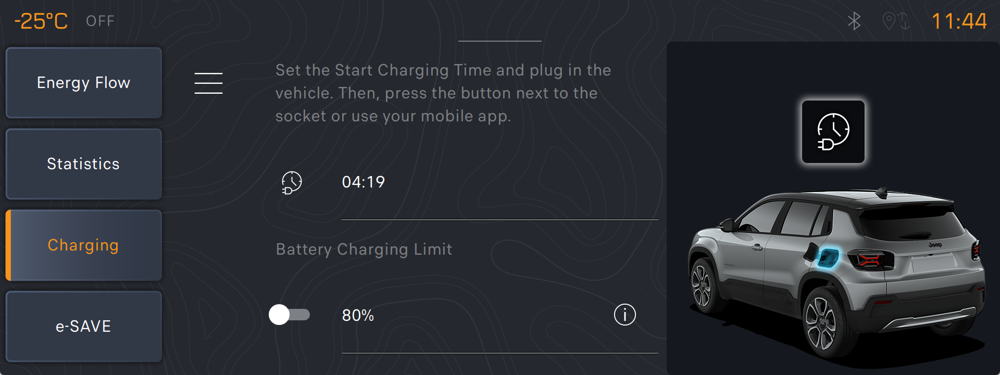 -25°C OFF 11:44
Energy Flow
Statistics
Charging
e-SAVE
Set the Start Charging Time and plug in the
vehicle. Then, press the button next to the
socket or use your mobile app.
04:19
Battery Charging Limit
80%
Jeep